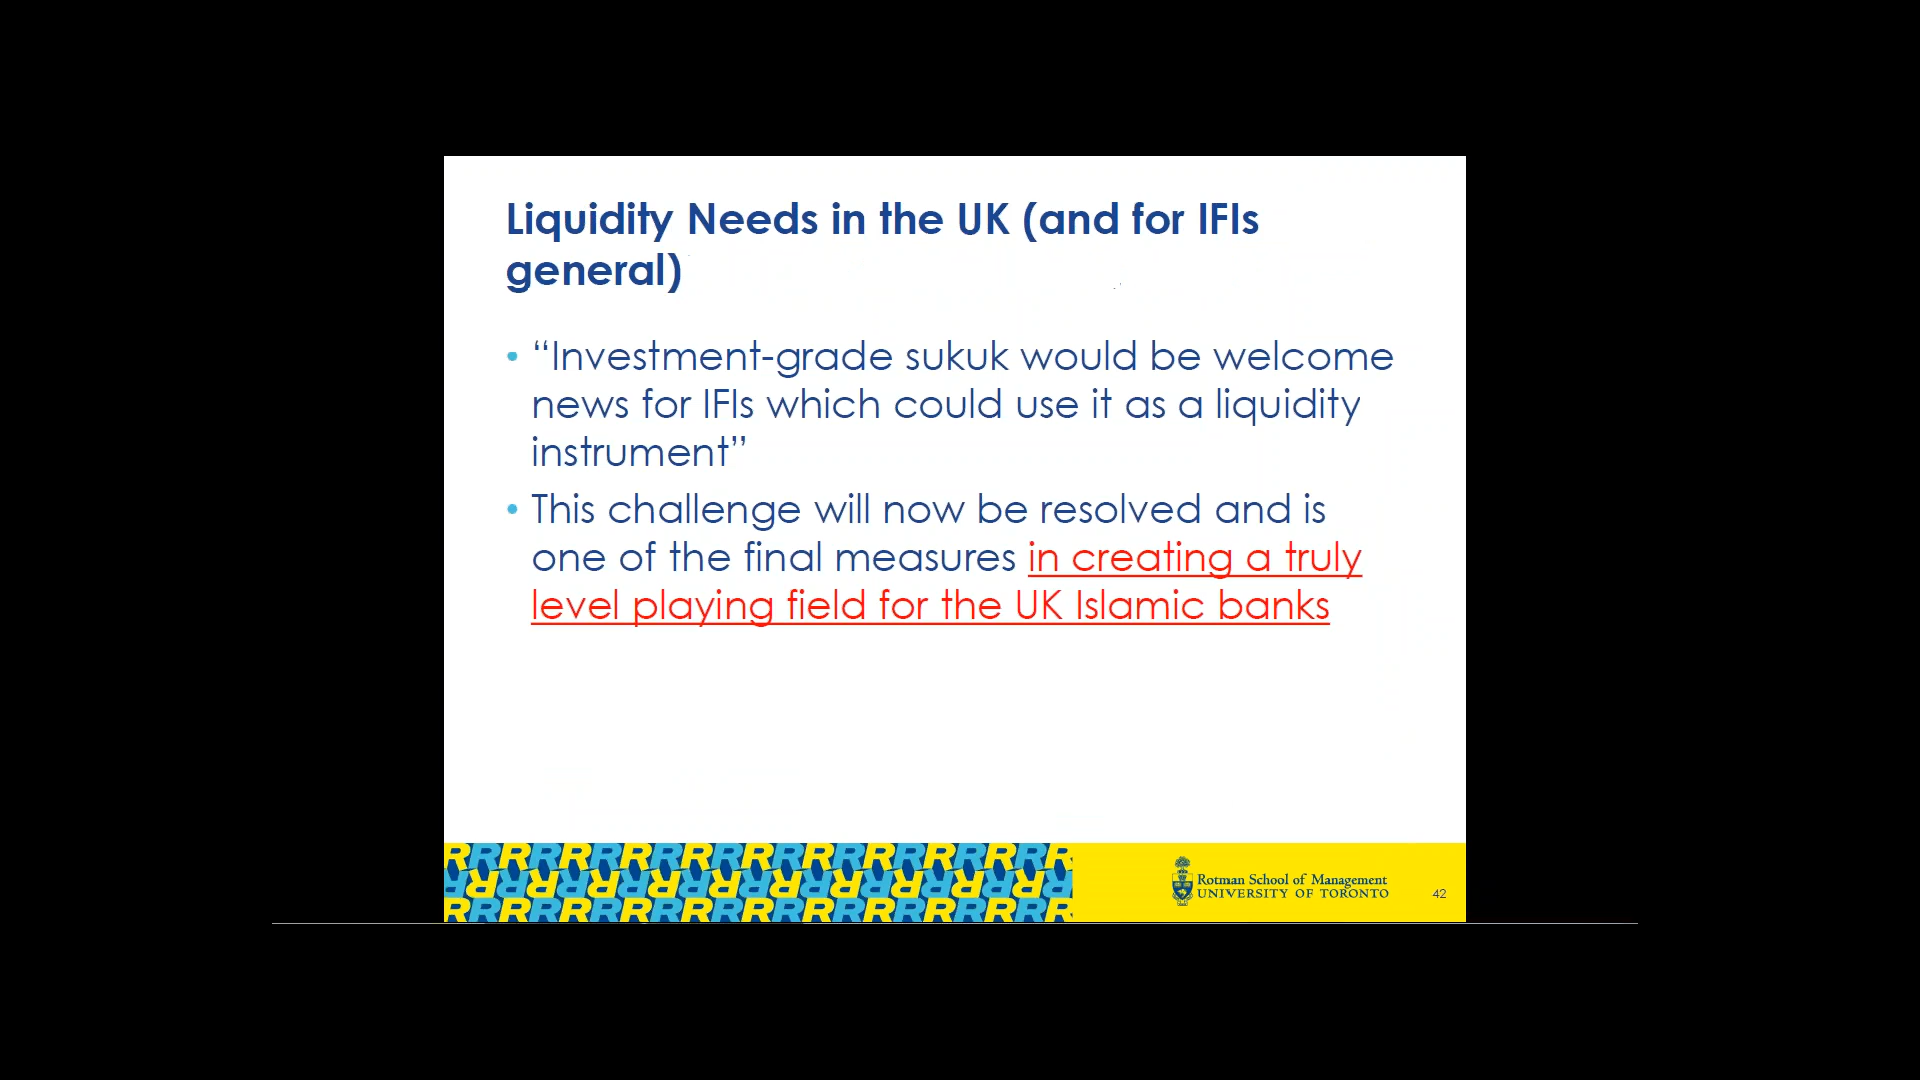 Liquidity Needs in the UK (and for IFIs
general)
• “Investment-grade sukuk would be welcome
news for IFIs which could use it as a liquidity
instrument”
• This challenge will now be resolved and is
one of the final measures in creating a truly
level playing field for the UK Islamic banks
Rotman School of Management
UNIVERSITY OF TORONTO
42